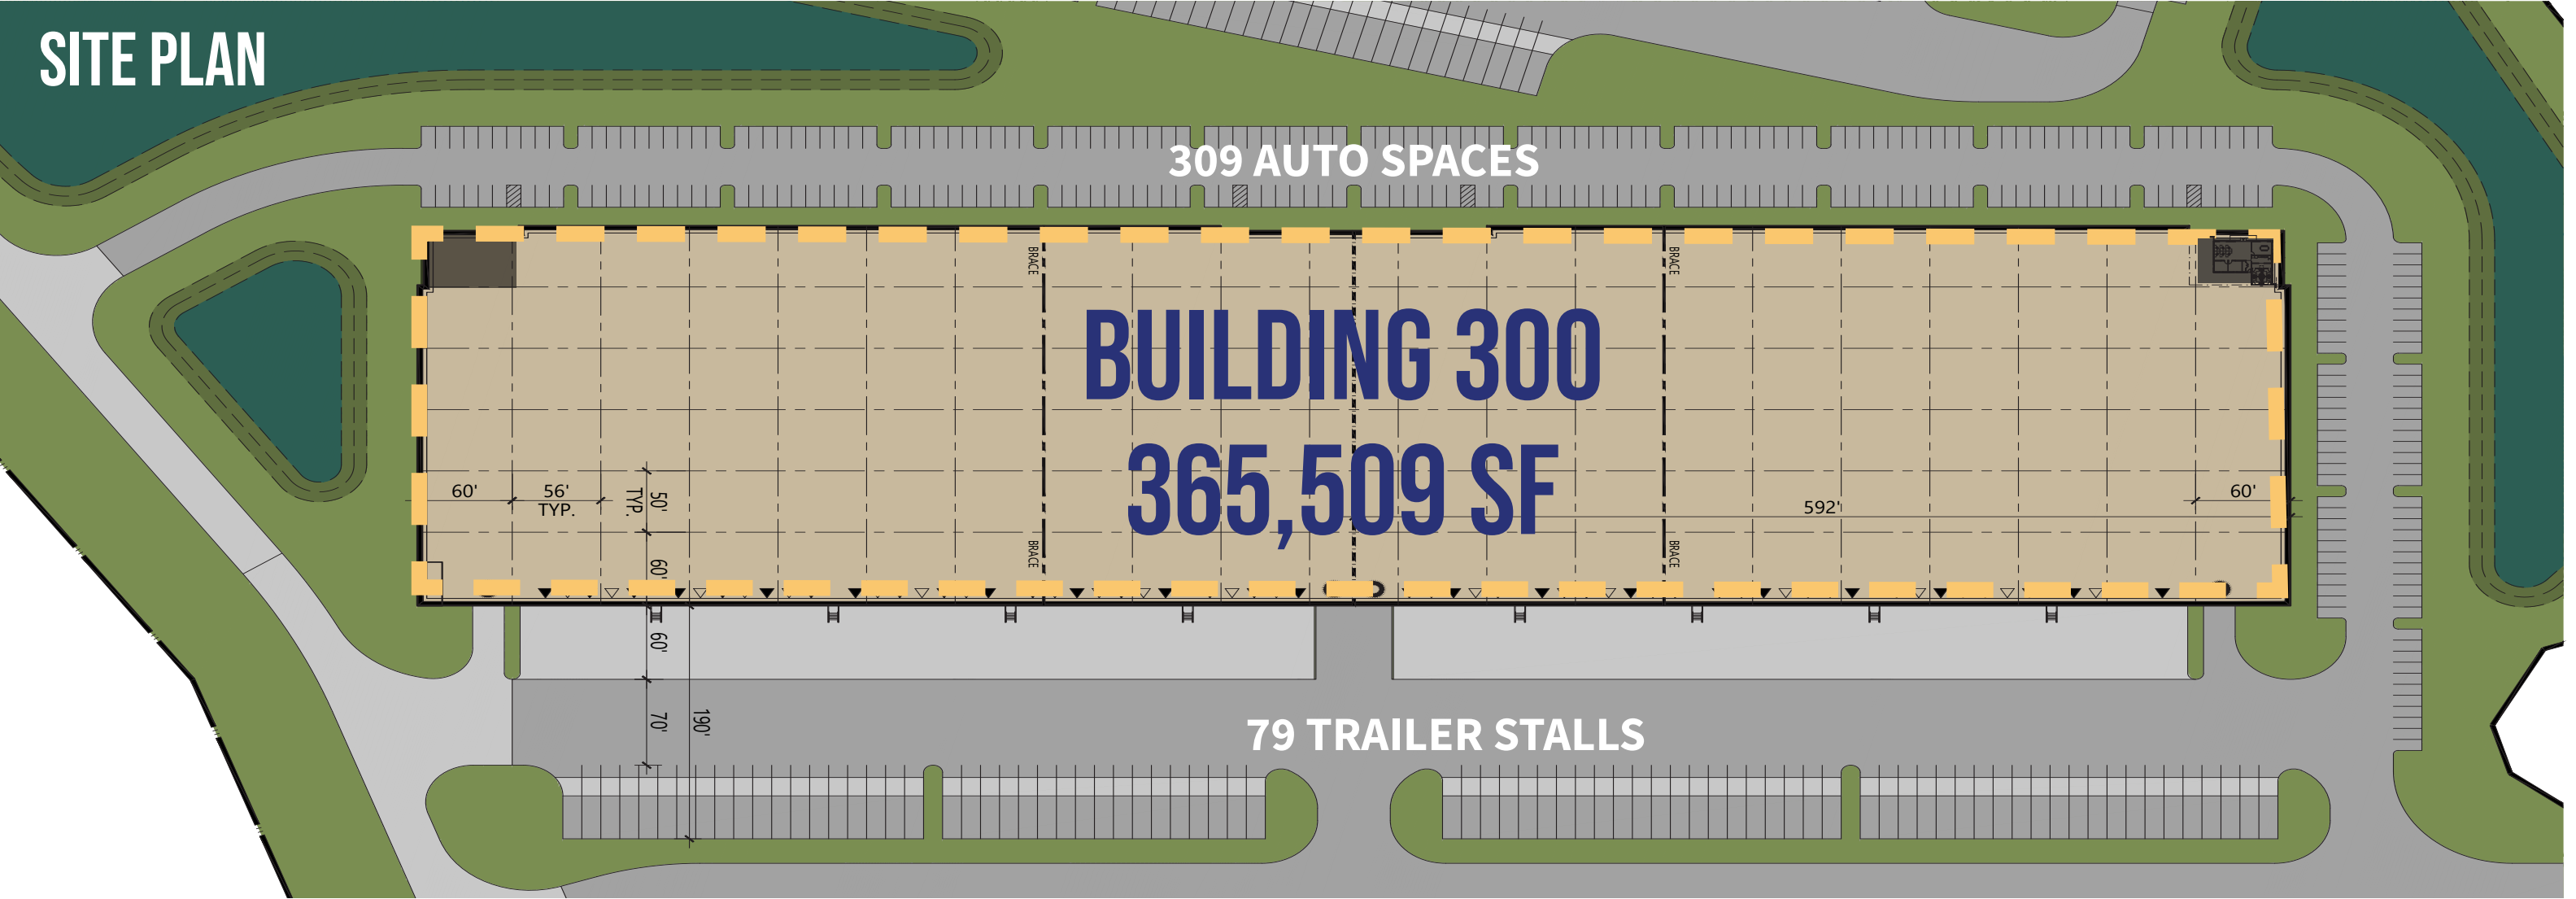 SITE PLAN
309 AUTO SPACES
BRACE
BRACE
BUILDING 300
365,509 SF
60'
56'
TYP.
50'
TYP.
592'
60'
BRACE
BRACE
60'
60'
70'
190'
79 TRAILER STALLS